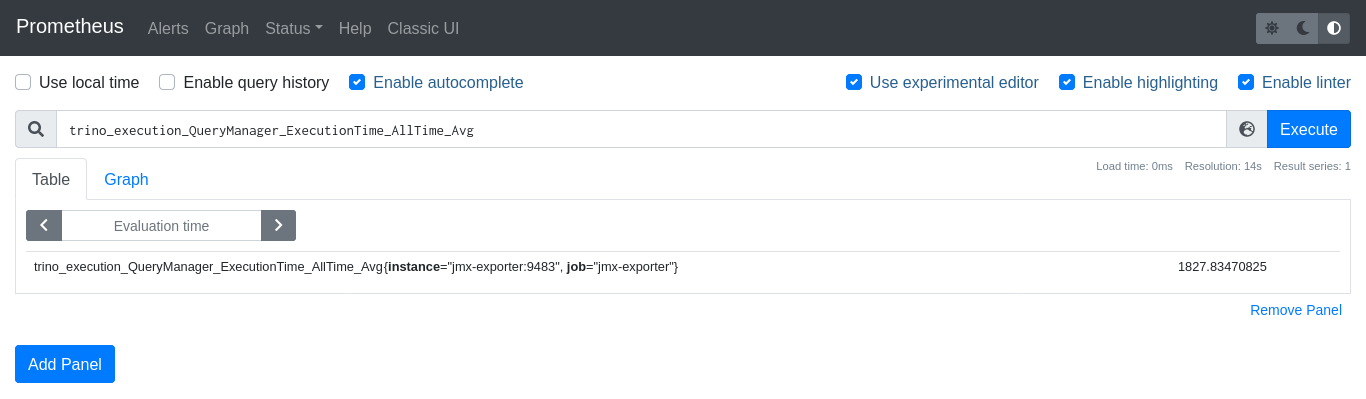 Prometheus Alerts Graph Status Help Classic UI
Use local time Enable query history Enable autocomplete Use experimental editor Enable highlighting Enable linter
trino_execution_QueryManager_ExecutionTime_AllTime_Avg Execute
Load time: 0ms Resolution: 14s Result series: 1
Table Graph
Evaluation time
trino_execution_QueryManager_ExecutionTime_AllTime_Avg{instance="jmx-exporter:9483", job="jmx-exporter"} 1827.83470825
Remove Panel
Add Panel